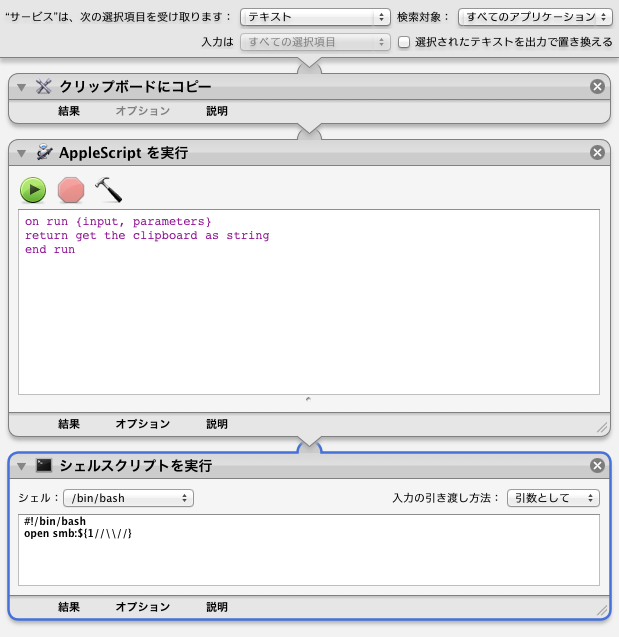 “サービス”は、次の選択項目を受け取ります： テキスト 検索対象： すべてのアプリケーション
入力は すべての選択項目 選択されたテキストを出力で置き換える
クリップボードにコピー
結果 オプション 説明
AppleScript を実行
on run {input, parameters}
return get the clipboard as string
end run
結果 オプション 説明
シェルスクリプトを実行
シェル： /bin/bash 入力の引き渡し方法： 引数として
#!/bin/bash
open smb:${1//\\//}
結果 オプション 説明